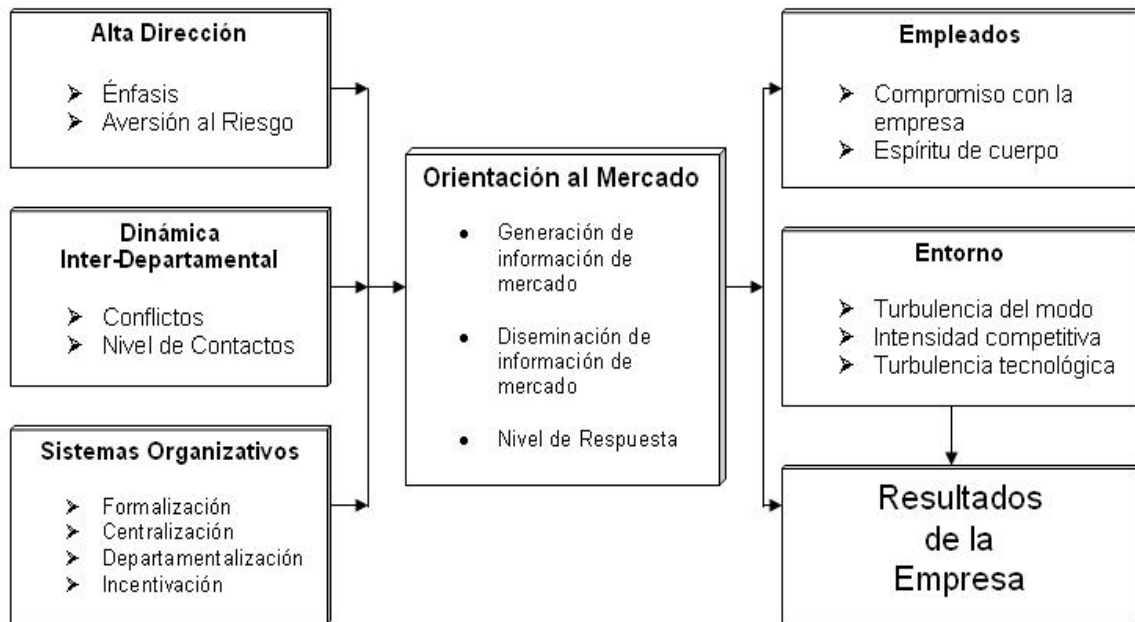 Alta Dirección
➢ Énfasis
➢ Aversión al Riesgo
Dinámica
Inter-Departamental
➢ Conflictos
➢ Nivel de Contactos
Sistemas Organizativos
➢ Formalización
➢ Centralización
➢ Departamentalización
➢ Incentivación
Orientación al Mercado
• Generación de
información de
mercado
• Diseminación de
información de
mercado
• Nivel de Respuesta
Empleados
➢ Compromiso con la
empresa
➢ Espíritu de cuerpo
Entorno
➢ Turbulencia del modo
➢ Intensidad competitiva
➢ Turbulencia tecnológica
Resultados
de la
Empresa